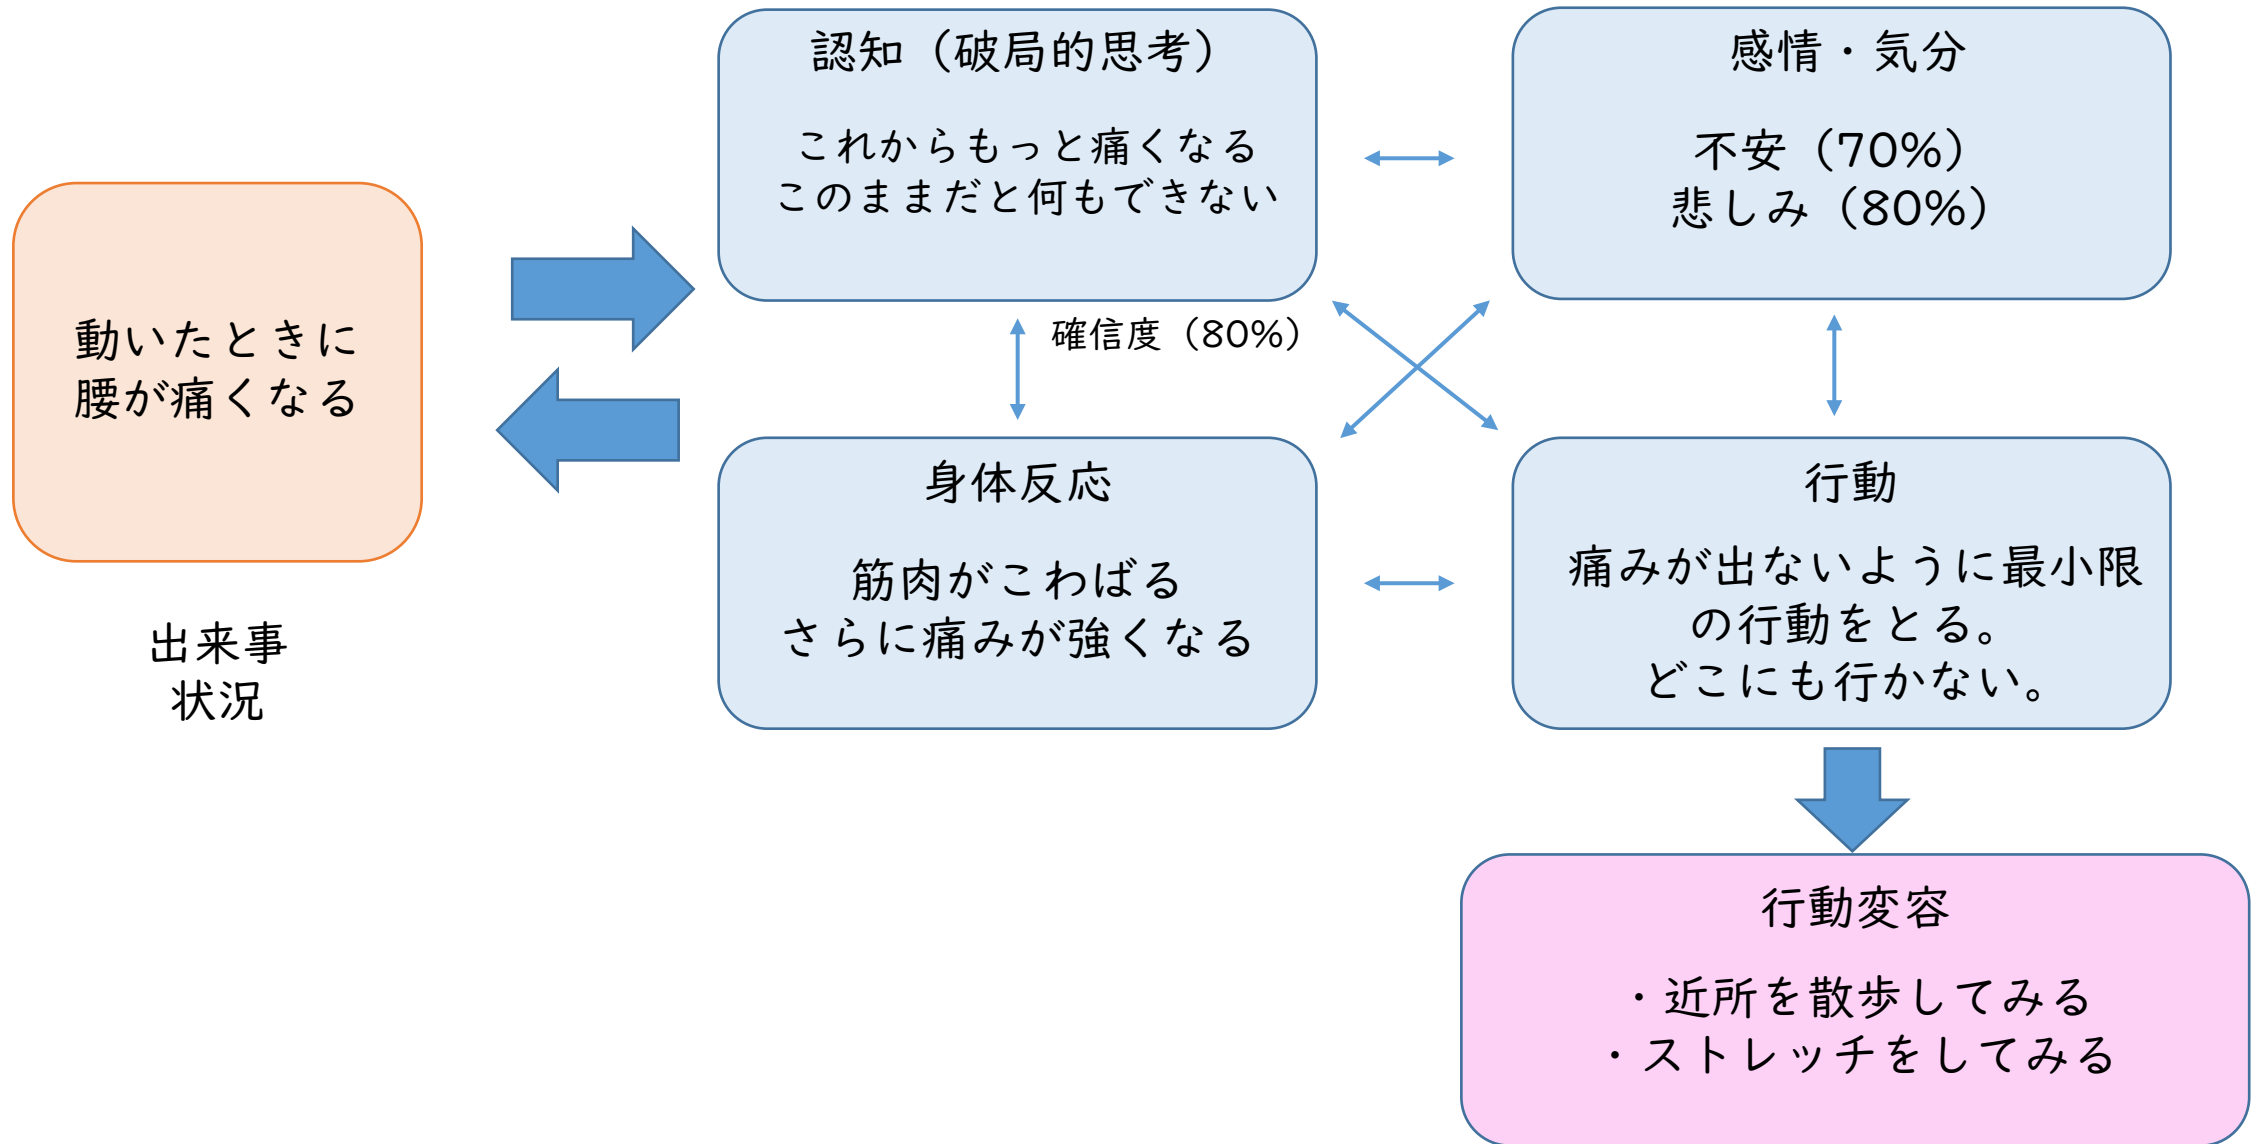 動いたときに
腰が痛くなる
出来事
状況
認知（破局的思考）
これからもっと痛くなる
このままだと何もできない
確信度（80%）
感情・気分
不安（70%）
悲しみ（80%）
身体反応
筋肉がこわばる
さらに痛みが強くなる
行動
痛みが出ないように最小限
の行動をとる。
どこにも行かない。
行動変容
・近所を散歩してみる
・ストレッチをしてみる